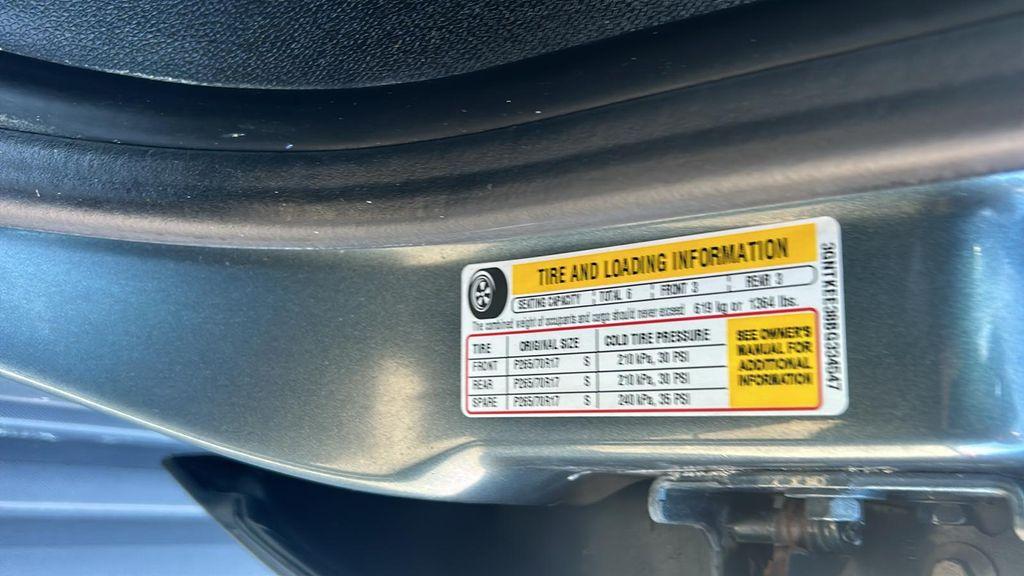 TIRE AND LOADING INFORMATION
SEATING CAPACITY TOTAL 6 FRONT 3 REAR 3
The combined weight of occupants and cargo should never exceed 619 kg or 1364 lbs.
TIRE ORIGINAL SIZE COLD TIRE PRESSURE
FRONT P265/70R17 S 210 kPa, 30 PSI
REAR P265/70R17 S 210 kPa, 30 PSI
SPARE P265/70R17 S 240 kPa, 35 PSI
SEE OWNER'S
MANUAL FOR
ADDITIONAL
INFORMATION